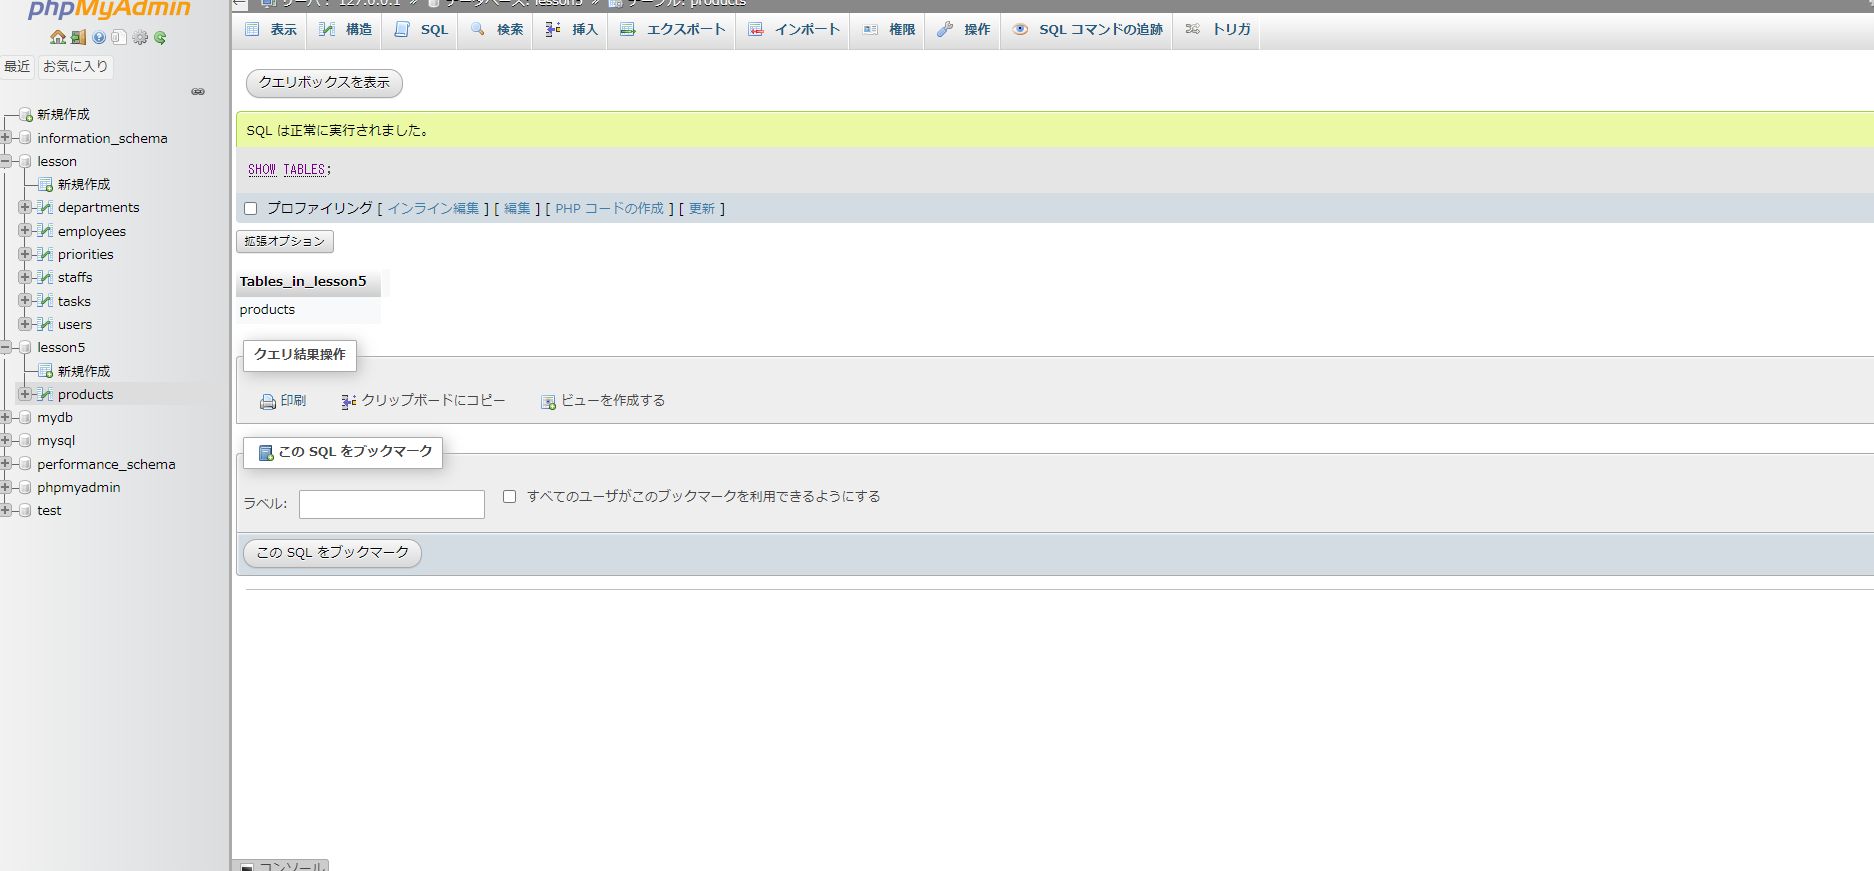 phpMyAdmin
最近 お気に入り
新規作成
information_schema
lesson
新規作成
departments
employees
priorities
staffs
tasks
users
lesson5
新規作成
products
mydb
mysql
performance_schema
phpmyadmin
test
サーバ: 127.0.0.1 » データベース: lesson5 » テーブル: products
表示 構造 SQL 検索 挿入 エクスポート インポート 権限 操作 SQL コマンドの追跡 トリガ
クエリボックスを表示
SQL は正常に実行されました。
SHOW TABLES;
プロファイリング [ インライン編集 ] [ 編集 ] [ PHP コードの作成 ] [ 更新 ]
拡張オプション
Tables_in_lesson5
products
クエリ結果操作
印刷 クリップボードにコピー ビューを作成する
この SQL をブックマーク
ラベル: すべてのユーザがこのブックマークを利用できるようにする
この SQL をブックマーク
コンソール